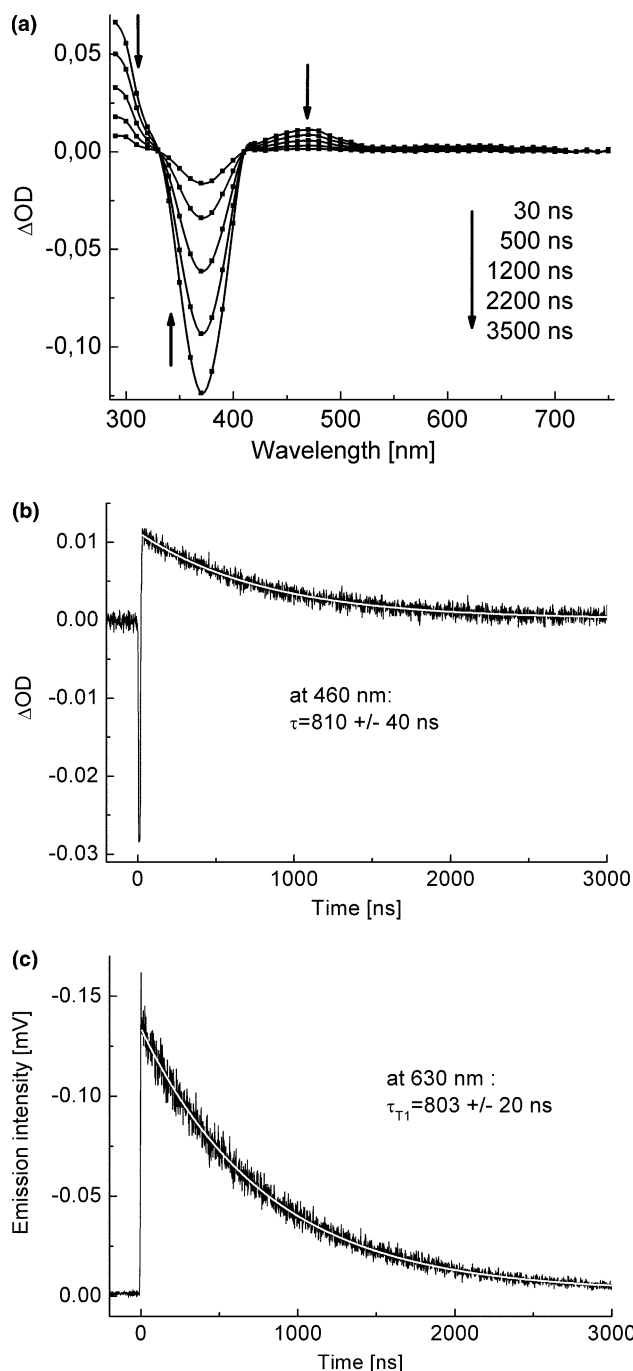 (a)
0,05
0,00
-0,05
-0,10
ΔOD
30 ns
500 ns
1200 ns
2200 ns
3500 ns
300 400 500 600 700
Wavelength [nm]
(b)
0.01
0.00
-0.01
-0.02
-0.03
ΔOD
at 460 nm:
τ=810 +/- 40 ns
0 1000 2000 3000
Time [ns]
(c)
-0.15
-0.10
-0.05
0.00
Emission intensity [mV]
at 630 nm :
τT1=803 +/- 20 ns
0 1000 2000 3000
Time [ns]